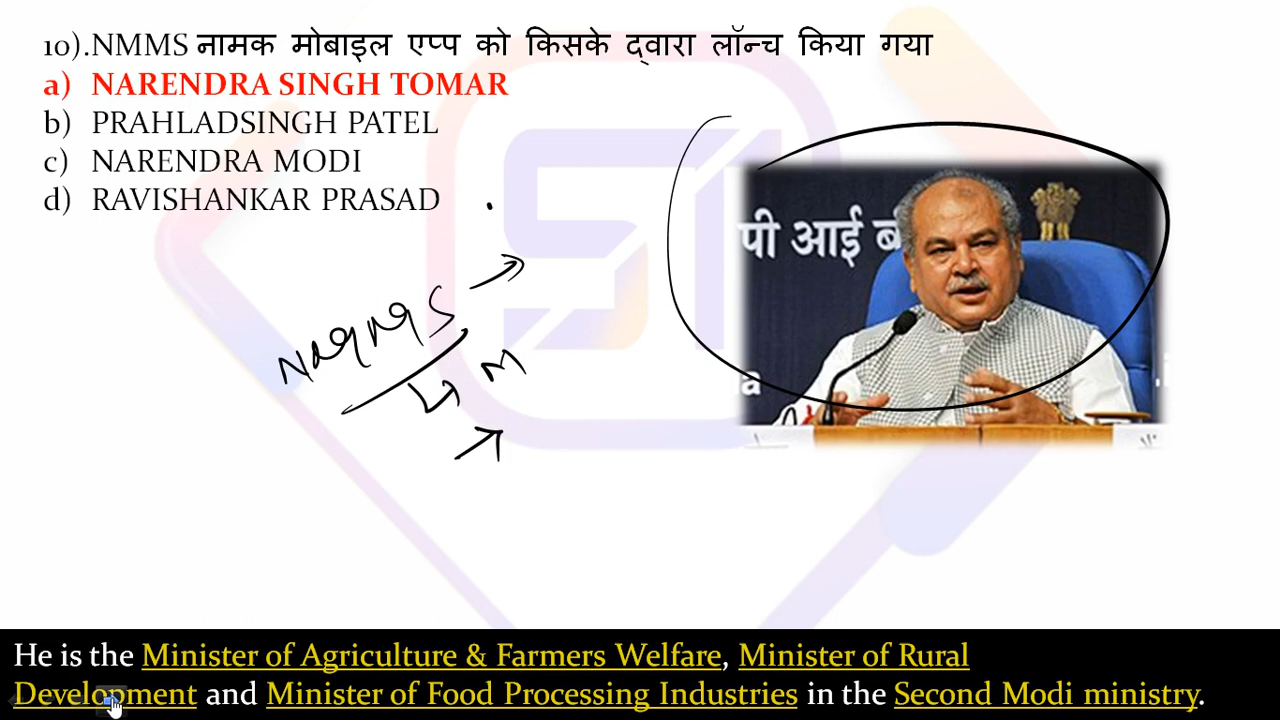 10).NMMS नामक मोबाइल एप्प को किसके द्वारा लॉन्च किया गया
a) NARENDRA SINGH TOMAR
b) PRAHLADSINGH PATEL
c) NARENDRA MODI
d) RAVISHANKAR PRASAD
पी आई
He is the Minister of Agriculture & Farmers Welfare, Minister of Rural
Development and Minister of Food Processing Industries in the Second Modi ministry.